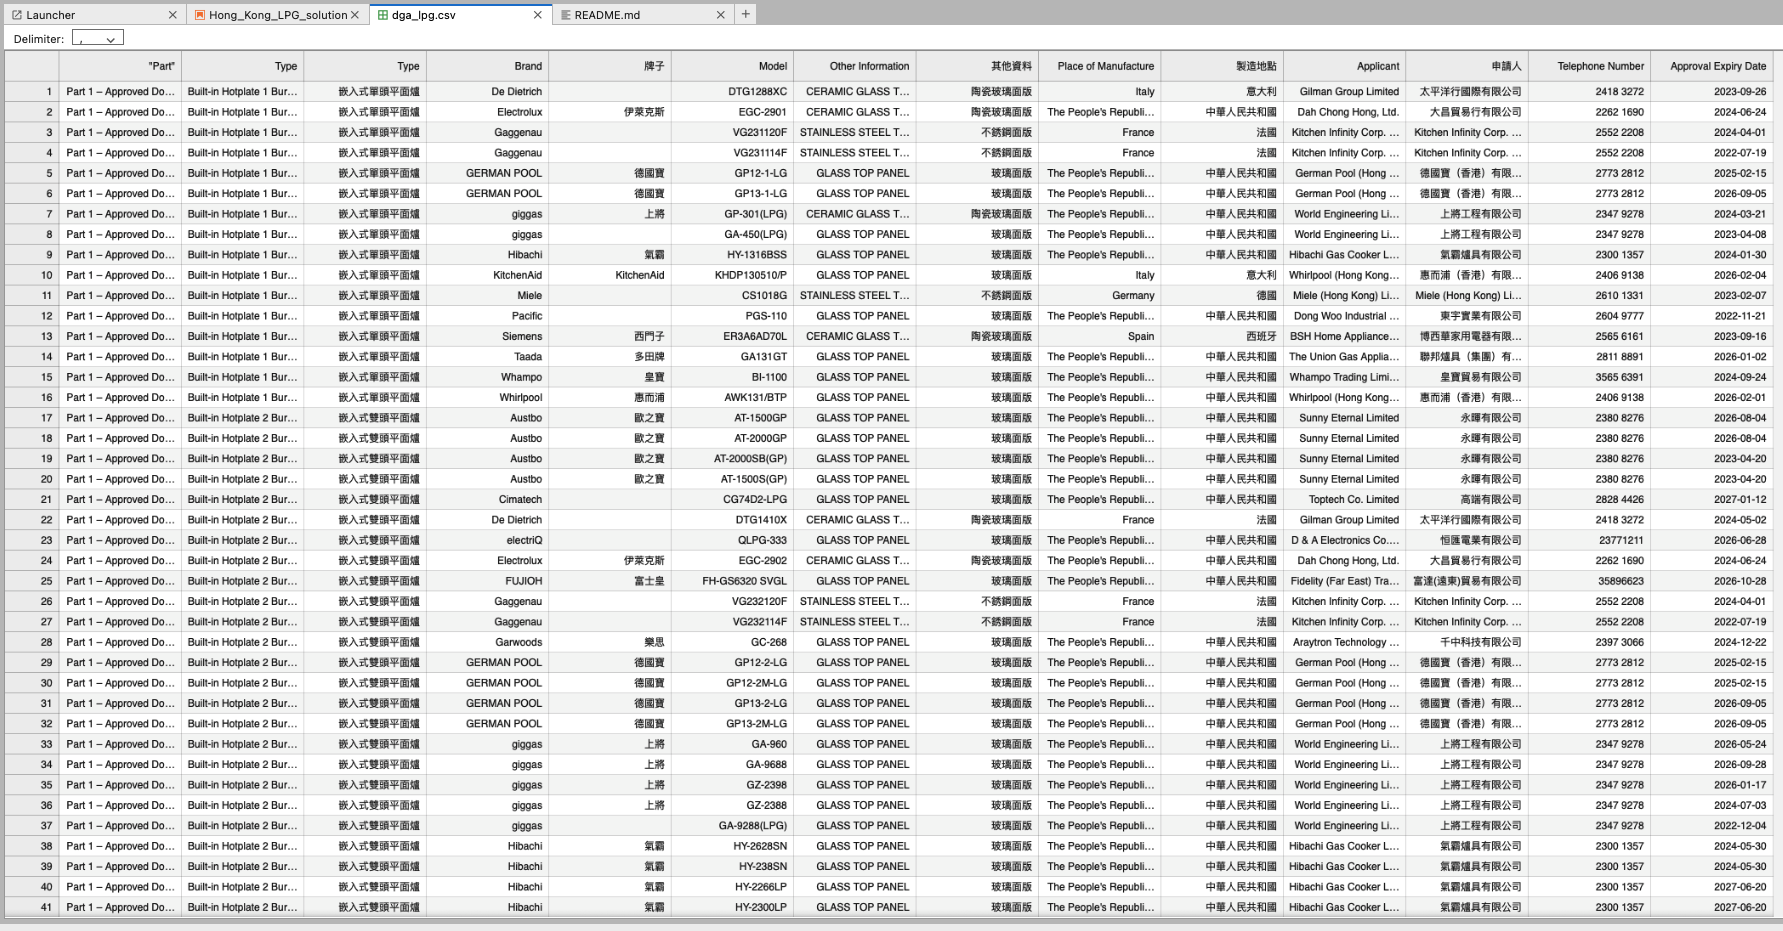 Launcher
Hong_Kong_LPG_solution
dga_lpg.csv
README.md
Delimiter: ,
"Part" Type Type Brand 牌子 Model Other Information 其他資料 Place of Manufacture 製造地點 Applicant 申請人 Telephone Number Approval Expiry Date
1 Part 1 – Approved Do... Built-in Hotplate 1 Bur... 嵌入式單頭平面爐 De Dietrich DTG1288XC CERAMIC GLASS T... 陶瓷玻璃面版 Italy 意大利 Gilman Group Limited 太平洋行國際有限公司 2418 3272 2023-09-26
2 Part 1 – Approved Do... Built-in Hotplate 1 Bur... 嵌入式單頭平面爐 Electrolux 伊萊克斯 EGC-2901 CERAMIC GLASS T... 陶瓷玻璃面版 The People's Republi... 中華人民共和國 Dah Chong Hong, Ltd. 大昌貿易行有限公司 2262 1690 2024-06-24
3 Part 1 – Approved Do... Built-in Hotplate 1 Bur... 嵌入式單頭平面爐 Gaggenau VG231120F STAINLESS STEEL T... 不銹鋼面版 France 法國 Kitchen Infinity Corp. ... Kitchen Infinity Corp. ... 2552 2208 2024-04-01
4 Part 1 – Approved Do... Built-in Hotplate 1 Bur... 嵌入式單頭平面爐 Gaggenau VG231114F STAINLESS STEEL T... 不銹鋼面版 France 法國 Kitchen Infinity Corp. ... Kitchen Infinity Corp. ... 2552 2208 2022-07-19
5 Part 1 – Approved Do... Built-in Hotplate 1 Bur... 嵌入式單頭平面爐 GERMAN POOL 德國寶 GP12-1-LG GLASS TOP PANEL 玻璃面版 The People's Republi... 中華人民共和國 German Pool (Hong ... 德國寶（香港）有限... 2773 2812 2025-02-15
6 Part 1 – Approved Do... Built-in Hotplate 1 Bur... 嵌入式單頭平面爐 GERMAN POOL 德國寶 GP13-1-LG GLASS TOP PANEL 玻璃面版 The People's Republi... 中華人民共和國 German Pool (Hong ... 德國寶（香港）有限... 2773 2812 2026-09-05
7 Part 1 – Approved Do... Built-in Hotplate 1 Bur... 嵌入式單頭平面爐 giggas 上將 GP-301(LPG) CERAMIC GLASS T... 陶瓷玻璃面版 The People's Republi... 中華人民共和國 World Engineering Li... 上將工程有限公司 2347 9278 2024-03-21
8 Part 1 – Approved Do... Built-in Hotplate 1 Bur... 嵌入式單頭平面爐 giggas GA-450(LPG) GLASS TOP PANEL 玻璃面版 The People's Republi... 中華人民共和國 World Engineering Li... 上將工程有限公司 2347 9278 2023-04-08
9 Part 1 – Approved Do... Built-in Hotplate 1 Bur... 嵌入式單頭平面爐 Hibachi 氣霸 HY-1316BSS GLASS TOP PANEL 玻璃面版 The People's Republi... 中華人民共和國 Hibachi Gas Cooker L... 氣霸爐具有限公司 2300 1357 2024-01-30
10 Part 1 – Approved Do... Built-in Hotplate 1 Bur... 嵌入式單頭平面爐 KitchenAid KitchenAid KHDP130510/P GLASS TOP PANEL 玻璃面版 Italy 意大利 Whirlpool (Hong Kong... 惠而浦（香港）有限... 2406 9138 2026-02-04
11 Part 1 – Approved Do... Built-in Hotplate 1 Bur... 嵌入式單頭平面爐 Miele CS1018G STAINLESS STEEL T... 不銹鋼面版 Germany 德國 Miele (Hong Kong) Li... Miele (Hong Kong) Li... 2610 1331 2023-02-07
12 Part 1 – Approved Do... Built-in Hotplate 1 Bur... 嵌入式單頭平面爐 Pacific PGS-110 GLASS TOP PANEL 玻璃面版 The People's Republi... 中華人民共和國 Dong Woo Industrial ... 東宇實業有限公司 2604 9777 2022-11-21
13 Part 1 – Approved Do... Built-in Hotplate 1 Bur... 嵌入式單頭平面爐 Siemens 西門子 ER3A6AD70L CERAMIC GLASS T... 陶瓷玻璃面版 Spain 西班牙 BSH Home Appliance... 博西華家用電器有限... 2565 6161 2023-09-16
14 Part 1 – Approved Do... Built-in Hotplate 1 Bur... 嵌入式單頭平面爐 Taada 多田牌 GA131GT GLASS TOP PANEL 玻璃面版 The People's Republi... 中華人民共和國 The Union Gas Applia... 聯邦爐具（集團）有... 2811 8891 2026-01-02
15 Part 1 – Approved Do... Built-in Hotplate 1 Bur... 嵌入式單頭平面爐 Whampo 皇寶 BI-1100 GLASS TOP PANEL 玻璃面版 The People's Republi... 中華人民共和國 Whampo Trading Limi... 皇寶貿易有限公司 3565 6391 2024-09-24
16 Part 1 – Approved Do... Built-in Hotplate 1 Bur... 嵌入式單頭平面爐 Whirlpool 惠而浦 AWK131/BTP GLASS TOP PANEL 玻璃面版 The People's Republi... 中華人民共和國 Whirlpool (Hong Kong... 惠而浦（香港）有限... 2406 9138 2026-02-01
17 Part 1 – Approved Do... Built-in Hotplate 2 Bur... 嵌入式雙頭平面爐 Austbo 歐之寶 AT-1500GP GLASS TOP PANEL 玻璃面版 The People's Republi... 中華人民共和國 Sunny Eternal Limited 永暉有限公司 2380 8276 2026-08-04
18 Part 1 – Approved Do... Built-in Hotplate 2 Bur... 嵌入式雙頭平面爐 Austbo 歐之寶 AT-2000GP GLASS TOP PANEL 玻璃面版 The People's Republi... 中華人民共和國 Sunny Eternal Limited 永暉有限公司 2380 8276 2026-08-04
19 Part 1 – Approved Do... Built-in Hotplate 2 Bur... 嵌入式雙頭平面爐 Austbo 歐之寶 AT-2000SB(GP) GLASS TOP PANEL 玻璃面版 The People's Republi... 中華人民共和國 Sunny Eternal Limited 永暉有限公司 2380 8276 2023-04-20
20 Part 1 – Approved Do... Built-in Hotplate 2 Bur... 嵌入式雙頭平面爐 Austbo 歐之寶 AT-1500S(GP) GLASS TOP PANEL 玻璃面版 The People's Republi... 中華人民共和國 Sunny Eternal Limited 永暉有限公司 2380 8276 2023-04-20
21 Part 1 – Approved Do... Built-in Hotplate 2 Bur... 嵌入式雙頭平面爐 Cimatech CG74D2-LPG GLASS TOP PANEL 玻璃面版 The People's Republi... 中華人民共和國 Toptech Co. Limited 高端有限公司 2828 4426 2027-01-12
22 Part 1 – Approved Do... Built-in Hotplate 2 Bur... 嵌入式雙頭平面爐 De Dietrich DTG1410X CERAMIC GLASS T... 陶瓷玻璃面版 France 法國 Gilman Group Limited 太平洋行國際有限公司 2418 3272 2024-05-02
23 Part 1 – Approved Do... Built-in Hotplate 2 Bur... 嵌入式雙頭平面爐 electriQ QLPG-333 GLASS TOP PANEL 玻璃面版 The People's Republi... 中華人民共和國 D & A Electronics Co.... 恒匯電業有限公司 23771211 2026-06-28
24 Part 1 – Approved Do... Built-in Hotplate 2 Bur... 嵌入式雙頭平面爐 Electrolux 伊萊克斯 EGC-2902 CERAMIC GLASS T... 陶瓷玻璃面版 The People's Republi... 中華人民共和國 Dah Chong Hong, Ltd. 大昌貿易行有限公司 2262 1690 2024-06-24
25 Part 1 – Approved Do... Built-in Hotplate 2 Bur... 嵌入式雙頭平面爐 FUJIOH 富士皇 FH-GS6320 SVGL GLASS TOP PANEL 玻璃面版 The People's Republi... 中華人民共和國 Fidelity (Far East) Tra... 富達(遠東)貿易有限公司 35896623 2026-10-28
26 Part 1 – Approved Do... Built-in Hotplate 2 Bur... 嵌入式雙頭平面爐 Gaggenau VG232120F STAINLESS STEEL T... 不銹鋼面版 France 法國 Kitchen Infinity Corp. ... Kitchen Infinity Corp. ... 2552 2208 2024-04-01
27 Part 1 – Approved Do... Built-in Hotplate 2 Bur... 嵌入式雙頭平面爐 Gaggenau VG232114F STAINLESS STEEL T... 不銹鋼面版 France 法國 Kitchen Infinity Corp. ... Kitchen Infinity Corp. ... 2552 2208 2022-07-19
28 Part 1 – Approved Do... Built-in Hotplate 2 Bur... 嵌入式雙頭平面爐 Garwoods 樂思 GC-268 GLASS TOP PANEL 玻璃面版 The People's Republi... 中華人民共和國 Araytron Technology ... 千中科技有限公司 2397 3066 2024-12-22
29 Part 1 – Approved Do... Built-in Hotplate 2 Bur... 嵌入式雙頭平面爐 GERMAN POOL 德國寶 GP12-2-LG GLASS TOP PANEL 玻璃面版 The People's Republi... 中華人民共和國 German Pool (Hong ... 德國寶（香港）有限... 2773 2812 2025-02-15
30 Part 1 – Approved Do... Built-in Hotplate 2 Bur... 嵌入式雙頭平面爐 GERMAN POOL 德國寶 GP12-2M-LG GLASS TOP PANEL 玻璃面版 The People's Republi... 中華人民共和國 German Pool (Hong ... 德國寶（香港）有限... 2773 2812 2025-02-15
31 Part 1 – Approved Do... Built-in Hotplate 2 Bur... 嵌入式雙頭平面爐 GERMAN POOL 德國寶 GP13-2-LG GLASS TOP PANEL 玻璃面版 The People's Republi... 中華人民共和國 German Pool (Hong ... 德國寶（香港）有限... 2773 2812 2026-09-05
32 Part 1 – Approved Do... Built-in Hotplate 2 Bur... 嵌入式雙頭平面爐 GERMAN POOL 德國寶 GP13-2M-LG GLASS TOP PANEL 玻璃面版 The People's Republi... 中華人民共和國 German Pool (Hong ... 德國寶（香港）有限... 2773 2812 2026-09-05
33 Part 1 – Approved Do... Built-in Hotplate 2 Bur... 嵌入式雙頭平面爐 giggas 上將 GA-960 GLASS TOP PANEL 玻璃面版 The People's Republi... 中華人民共和國 World Engineering Li... 上將工程有限公司 2347 9278 2026-05-24
34 Part 1 – Approved Do... Built-in Hotplate 2 Bur... 嵌入式雙頭平面爐 giggas 上將 GA-9688 GLASS TOP PANEL 玻璃面版 The People's Republi... 中華人民共和國 World Engineering Li... 上將工程有限公司 2347 9278 2026-09-28
35 Part 1 – Approved Do... Built-in Hotplate 2 Bur... 嵌入式雙頭平面爐 giggas 上將 GZ-2398 GLASS TOP PANEL 玻璃面版 The People's Republi... 中華人民共和國 World Engineering Li... 上將工程有限公司 2347 9278 2026-01-17
36 Part 1 – Approved Do... Built-in Hotplate 2 Bur... 嵌入式雙頭平面爐 giggas 上將 GZ-2388 GLASS TOP PANEL 玻璃面版 The People's Republi... 中華人民共和國 World Engineering Li... 上將工程有限公司 2347 9278 2024-07-03
37 Part 1 – Approved Do... Built-in Hotplate 2 Bur... 嵌入式雙頭平面爐 giggas GA-9288(LPG) GLASS TOP PANEL 玻璃面版 The People's Republi... 中華人民共和國 World Engineering Li... 上將工程有限公司 2347 9278 2022-12-04
38 Part 1 – Approved Do... Built-in Hotplate 2 Bur... 嵌入式雙頭平面爐 Hibachi 氣霸 HY-2628SN GLASS TOP PANEL 玻璃面版 The People's Republi... 中華人民共和國 Hibachi Gas Cooker L... 氣霸爐具有限公司 2300 1357 2024-05-30
39 Part 1 – Approved Do... Built-in Hotplate 2 Bur... 嵌入式雙頭平面爐 Hibachi 氣霸 HY-238SN GLASS TOP PANEL 玻璃面版 The People's Republi... 中華人民共和國 Hibachi Gas Cooker L... 氣霸爐具有限公司 2300 1357 2024-05-30
40 Part 1 – Approved Do... Built-in Hotplate 2 Bur... 嵌入式雙頭平面爐 Hibachi 氣霸 HY-2266LP GLASS TOP PANEL 玻璃面版 The People's Republi... 中華人民共和國 Hibachi Gas Cooker L... 氣霸爐具有限公司 2300 1357 2027-06-20
41 Part 1 – Approved Do... Built-in Hotplate 2 Bur... 嵌入式雙頭平面爐 Hibachi 氣霸 HY-2300LP GLASS TOP PANEL 玻璃面版 The People's Republi... 中華人民共和國 Hibachi Gas Cooker L... 氣霸爐具有限公司 2300 1357 2027-06-20